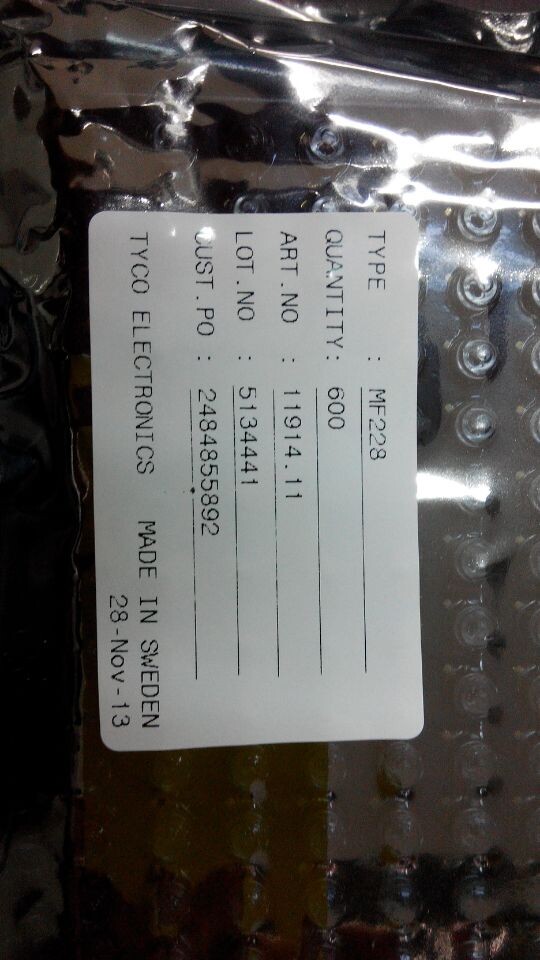 TYPE : MF228
QUANTITY: 600
ART.NO : 11914.11
LOT.NO : 5134441
CUST.PO : 2484855892
TYCO ELECTRONICS MADE IN SWEDEN
28-Nov-13